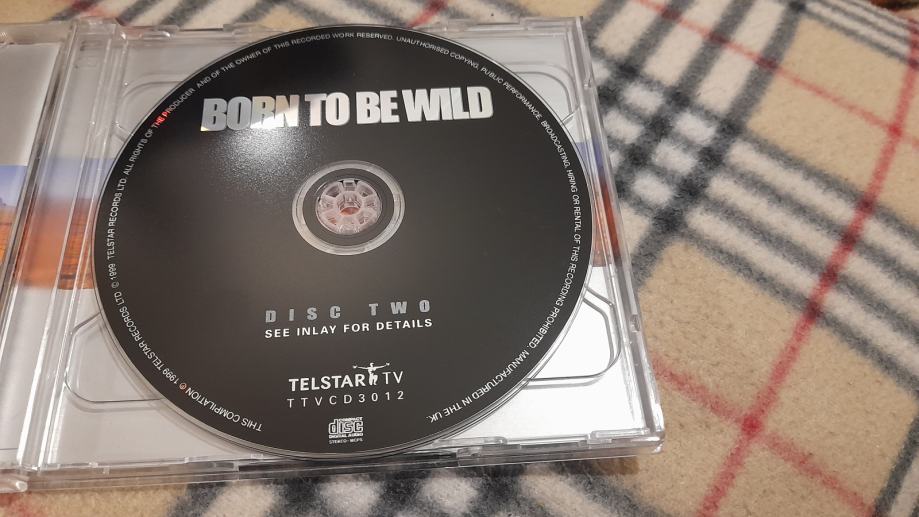 BORN TO BE WILD
DISC TWO
SEE INLAY FOR DETAILS
TELSTAR TV
TTVCD3012
COMPACT
disc
DIGITAL AUDIO
STEREO · MCPS
THIS COMPILATION ℗ 1999 TELSTAR RECORDS LTD © 1999 TELSTAR RECORDS LTD. ALL RIGHTS OF THE PRODUCER AND OF THE OWNER OF THIS RECORDED WORK RESERVED. UNAUTHORISED COPYING, PUBLIC PERFORMANCE, BROADCASTING, HIRING OR RENTAL OF THIS RECORDING PROHIBITED. MANUFACTURED IN THE UK.